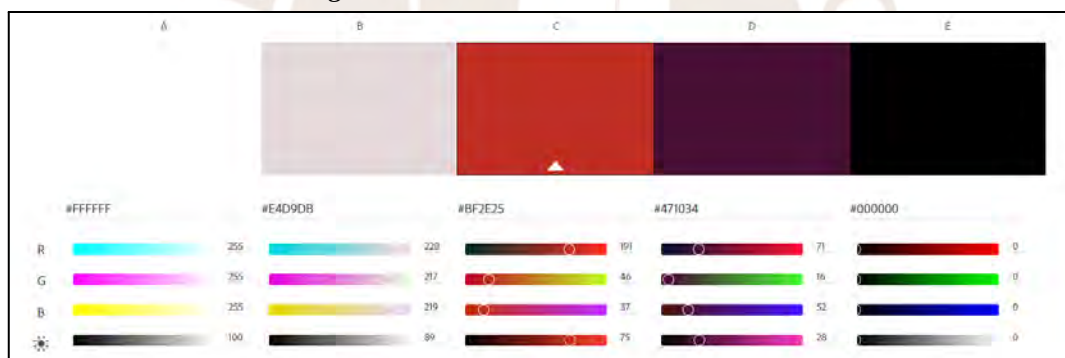 A B C D E
#FFFFFF #E4D9DB #BF2E25 #471034 #000000
R 255 228 191 71 0
G 255 217 46 16 0
B 255 219 37 52 0
100 89 75 28 0